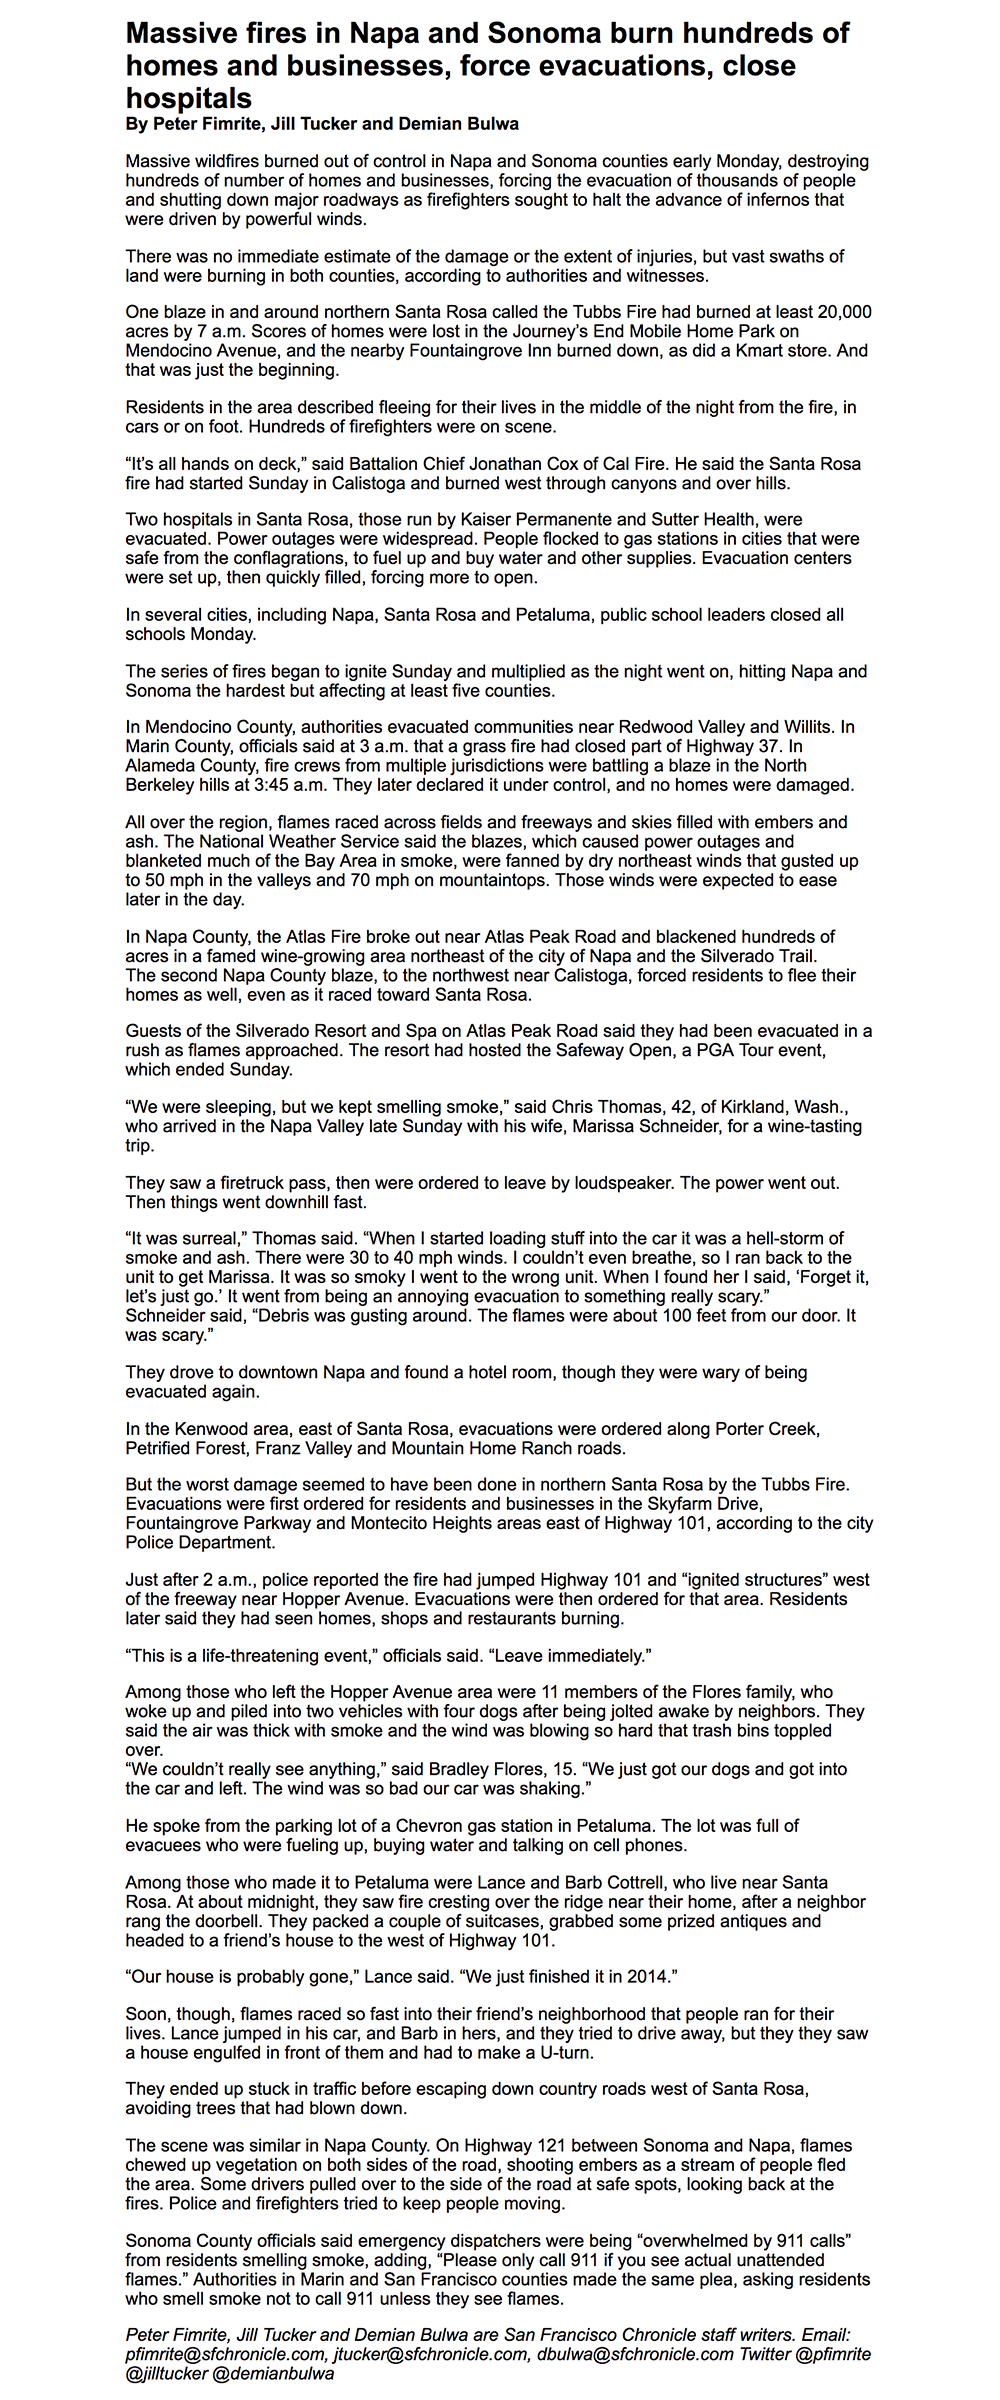 Massive fires in Napa and Sonoma burn hundreds of
homes and businesses, force evacuations, close
hospitals
By Peter Fimrite, Jill Tucker and Demian Bulwa
Massive wildfires burned out of control in Napa and Sonoma counties early Monday, destroying
hundreds of number of homes and businesses, forcing the evacuation of thousands of people
and shutting down major roadways as firefighters sought to halt the advance of infernos that
were driven by powerful winds.
There was no immediate estimate of the damage or the extent of injuries, but vast swaths of
land were burning in both counties, according to authorities and witnesses.
One blaze in and around northern Santa Rosa called the Tubbs Fire had burned at least 20,000
acres by 7 a.m. Scores of homes were lost in the Journey’s End Mobile Home Park on
Mendocino Avenue, and the nearby Fountaingrove Inn burned down, as did a Kmart store. And
that was just the beginning.
Residents in the area described fleeing for their lives in the middle of the night from the fire, in
cars or on foot. Hundreds of firefighters were on scene.
“It’s all hands on deck,” said Battalion Chief Jonathan Cox of Cal Fire. He said the Santa Rosa
fire had started Sunday in Calistoga and burned west through canyons and over hills.
Two hospitals in Santa Rosa, those run by Kaiser Permanente and Sutter Health, were
evacuated. Power outages were widespread. People flocked to gas stations in cities that were
safe from the conflagrations, to fuel up and buy water and other supplies. Evacuation centers
were set up, then quickly filled, forcing more to open.
In several cities, including Napa, Santa Rosa and Petaluma, public school leaders closed all
schools Monday.
The series of fires began to ignite Sunday and multiplied as the night went on, hitting Napa and
Sonoma the hardest but affecting at least five counties.
In Mendocino County, authorities evacuated communities near Redwood Valley and Willits. In
Marin County, officials said at 3 a.m. that a grass fire had closed part of Highway 37. In
Alameda County, fire crews from multiple jurisdictions were battling a blaze in the North
Berkeley hills at 3:45 a.m. They later declared it under control, and no homes were damaged.
All over the region, flames raced across fields and freeways and skies filled with embers and
ash. The National Weather Service said the blazes, which caused power outages and
blanketed much of the Bay Area in smoke, were fanned by dry northeast winds that gusted up
to 50 mph in the valleys and 70 mph on mountaintops. Those winds were expected to ease
later in the day.
In Napa County, the Atlas Fire broke out near Atlas Peak Road and blackened hundreds of
acres in a famed wine-growing area northeast of the city of Napa and the Silverado Trail.
The second Napa County blaze, to the northwest near Calistoga, forced residents to flee their
homes as well, even as it raced toward Santa Rosa.
Guests of the Silverado Resort and Spa on Atlas Peak Road said they had been evacuated in a
rush as flames approached. The resort had hosted the Safeway Open, a PGA Tour event,
which ended Sunday.
“We were sleeping, but we kept smelling smoke,” said Chris Thomas, 42, of Kirkland, Wash.,
who arrived in the Napa Valley late Sunday with his wife, Marissa Schneider, for a wine-tasting
trip.
They saw a firetruck pass, then were ordered to leave by loudspeaker. The power went out.
Then things went downhill fast.
“It was surreal,” Thomas said. “When I started loading stuff into the car it was a hell-storm of
smoke and ash. There were 30 to 40 mph winds. I couldn’t even breathe, so I ran back to the
unit to get Marissa. It was so smoky I went to the wrong unit. When I found her I said, ‘Forget it,
let’s just go.’ It went from being an annoying evacuation to something really scary.”
Schneider said, “Debris was gusting around. The flames were about 100 feet from our door. It
was scary.”
They drove to downtown Napa and found a hotel room, though they were wary of being
evacuated again.
In the Kenwood area, east of Santa Rosa, evacuations were ordered along Porter Creek,
Petrified Forest, Franz Valley and Mountain Home Ranch roads.
But the worst damage seemed to have been done in northern Santa Rosa by the Tubbs Fire.
Evacuations were first ordered for residents and businesses in the Skyfarm Drive,
Fountaingrove Parkway and Montecito Heights areas east of Highway 101, according to the city
Police Department.
Just after 2 a.m., police reported the fire had jumped Highway 101 and “ignited structures” west
of the freeway near Hopper Avenue. Evacuations were then ordered for that area. Residents
later said they had seen homes, shops and restaurants burning.
“This is a life-threatening event,” officials said. “Leave immediately.”
Among those who left the Hopper Avenue area were 11 members of the Flores family, who
woke up and piled into two vehicles with four dogs after being jolted awake by neighbors. They
said the air was thick with smoke and the wind was blowing so hard that trash bins toppled
over.
“We couldn’t really see anything,” said Bradley Flores, 15. “We just got our dogs and got into
the car and left. The wind was so bad our car was shaking.”
He spoke from the parking lot of a Chevron gas station in Petaluma. The lot was full of
evacuees who were fueling up, buying water and talking on cell phones.
Among those who made it to Petaluma were Lance and Barb Cottrell, who live near Santa
Rosa. At about midnight, they saw fire cresting over the ridge near their home, after a neighbor
rang the doorbell. They packed a couple of suitcases, grabbed some prized antiques and
headed to a friend’s house to the west of Highway 101.
“Our house is probably gone,” Lance said. “We just finished it in 2014.”
Soon, though, flames raced so fast into their friend’s neighborhood that people ran for their
lives. Lance jumped in his car, and Barb in hers, and they tried to drive away, but they they saw
a house engulfed in front of them and had to make a U-turn.
They ended up stuck in traffic before escaping down country roads west of Santa Rosa,
avoiding trees that had blown down.
The scene was similar in Napa County. On Highway 121 between Sonoma and Napa, flames
chewed up vegetation on both sides of the road, shooting embers as a stream of people fled
the area. Some drivers pulled over to the side of the road at safe spots, looking back at the
fires. Police and firefighters tried to keep people moving.
Sonoma County officials said emergency dispatchers were being “overwhelmed by 911 calls”
from residents smelling smoke, adding, “Please only call 911 if you see actual unattended
flames.” Authorities in Marin and San Francisco counties made the same plea, asking residents
who smell smoke not to call 911 unless they see flames.
Peter Fimrite, Jill Tucker and Demian Bulwa are San Francisco Chronicle staff writers. Email:
pfimrite@sfchronicle.com, jtucker@sfchronicle.com, dbulwa@sfchronicle.com Twitter @pfimrite
@jilltucker @demianbulwa